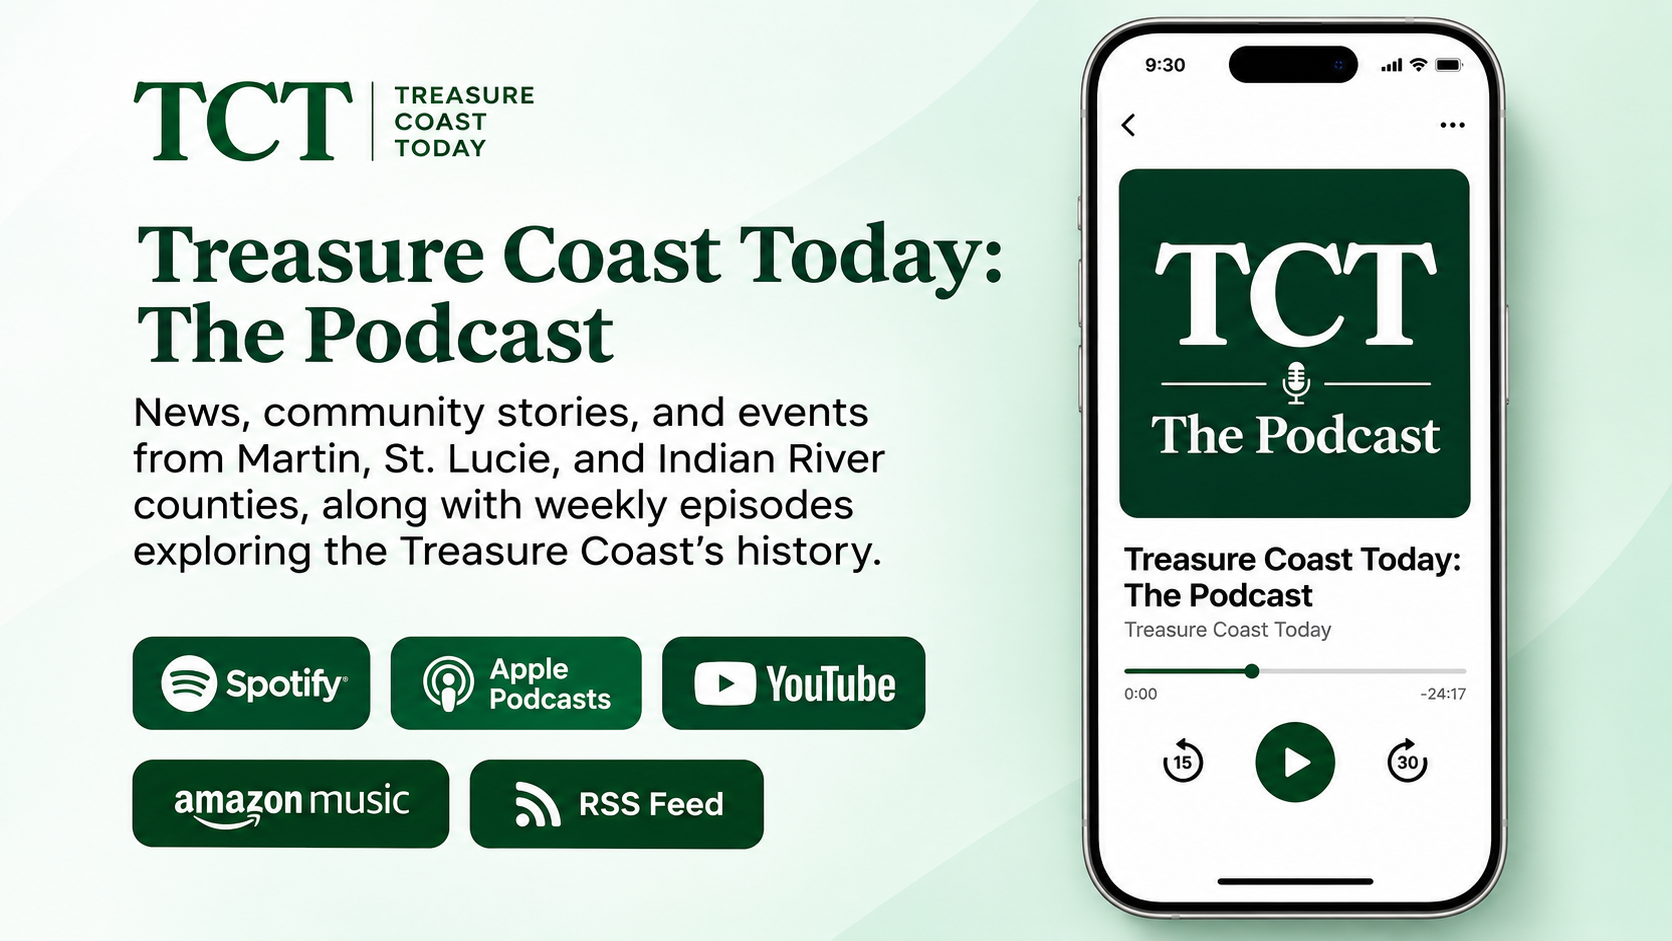 TCT
TREASURE
COAST
TODAY
Treasure Coast Today:
The Podcast
News, community stories, and events
from Martin, St. Lucie, and Indian River
counties, along with weekly episodes
exploring the Treasure Coast’s history.
Spotify®
Apple
Podcasts
YouTube
amazon music
RSS Feed
9:30
TCT
The Podcast
Treasure Coast Today:
The Podcast
Treasure Coast Today
0:00 -24:17
15 30